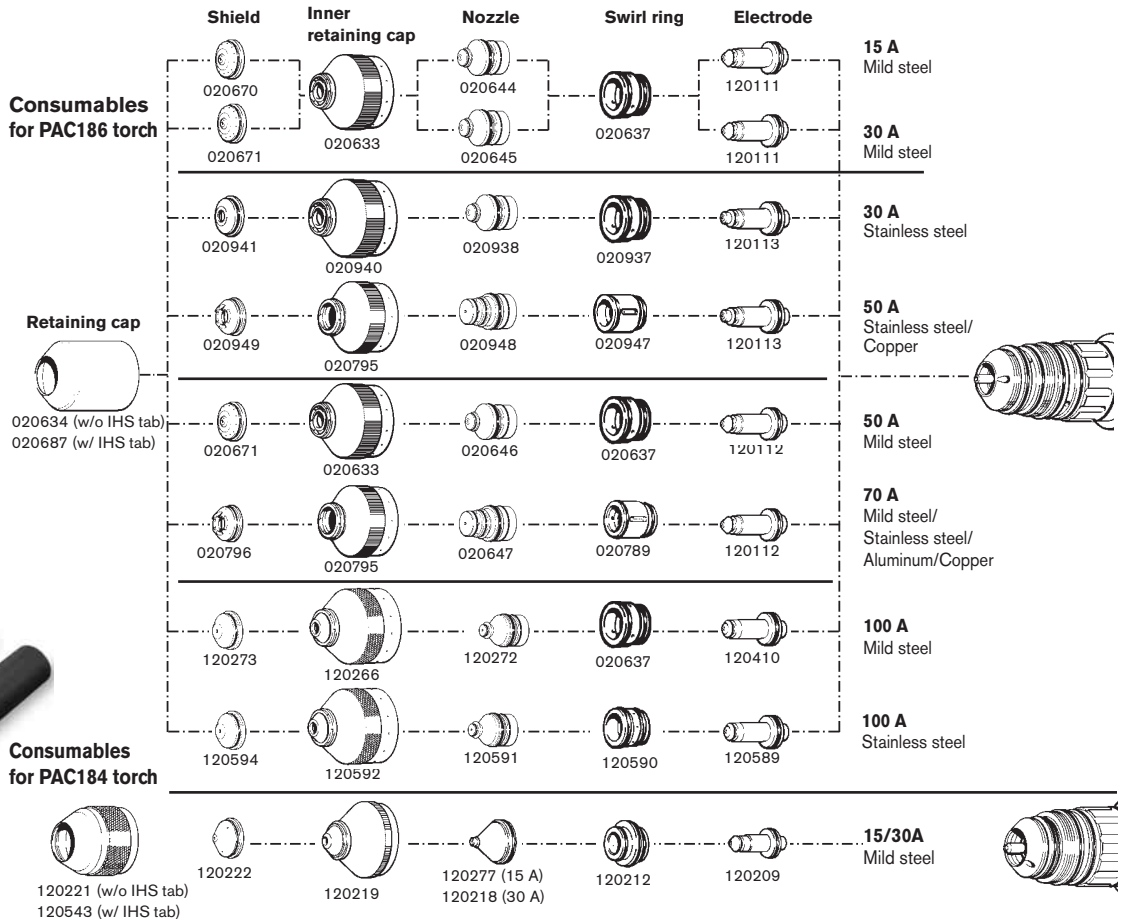 Shield
Inner
retaining cap
Nozzle
Swirl ring
Electrode
Consumables
for PAC186 torch
020670
020644
120111
15 A
Mild steel
020671
020633
020645
020637
120111
30 A
Mild steel
020941
020940
020938
020937
120113
30 A
Stainless steel
Retaining cap
020634 (w/o IHS tab)
020687 (w/ IHS tab)
020949
020795
020948
020947
120113
50 A
Stainless steel/
Copper
020671
020633
020646
020637
120112
50 A
Mild steel
020796
020795
020647
020789
120112
70 A
Mild steel/
Stainless steel/
Aluminum/Copper
120273
120266
120272
020637
120410
100 A
Mild steel
120594
120592
120591
120590
120589
100 A
Stainless steel
Consumables
for PAC184 torch
120221 (w/o IHS tab)
120543 (w/ IHS tab)
120222
120219
120277 (15 A)
120218 (30 A)
120212
120209
15/30A
Mild steel